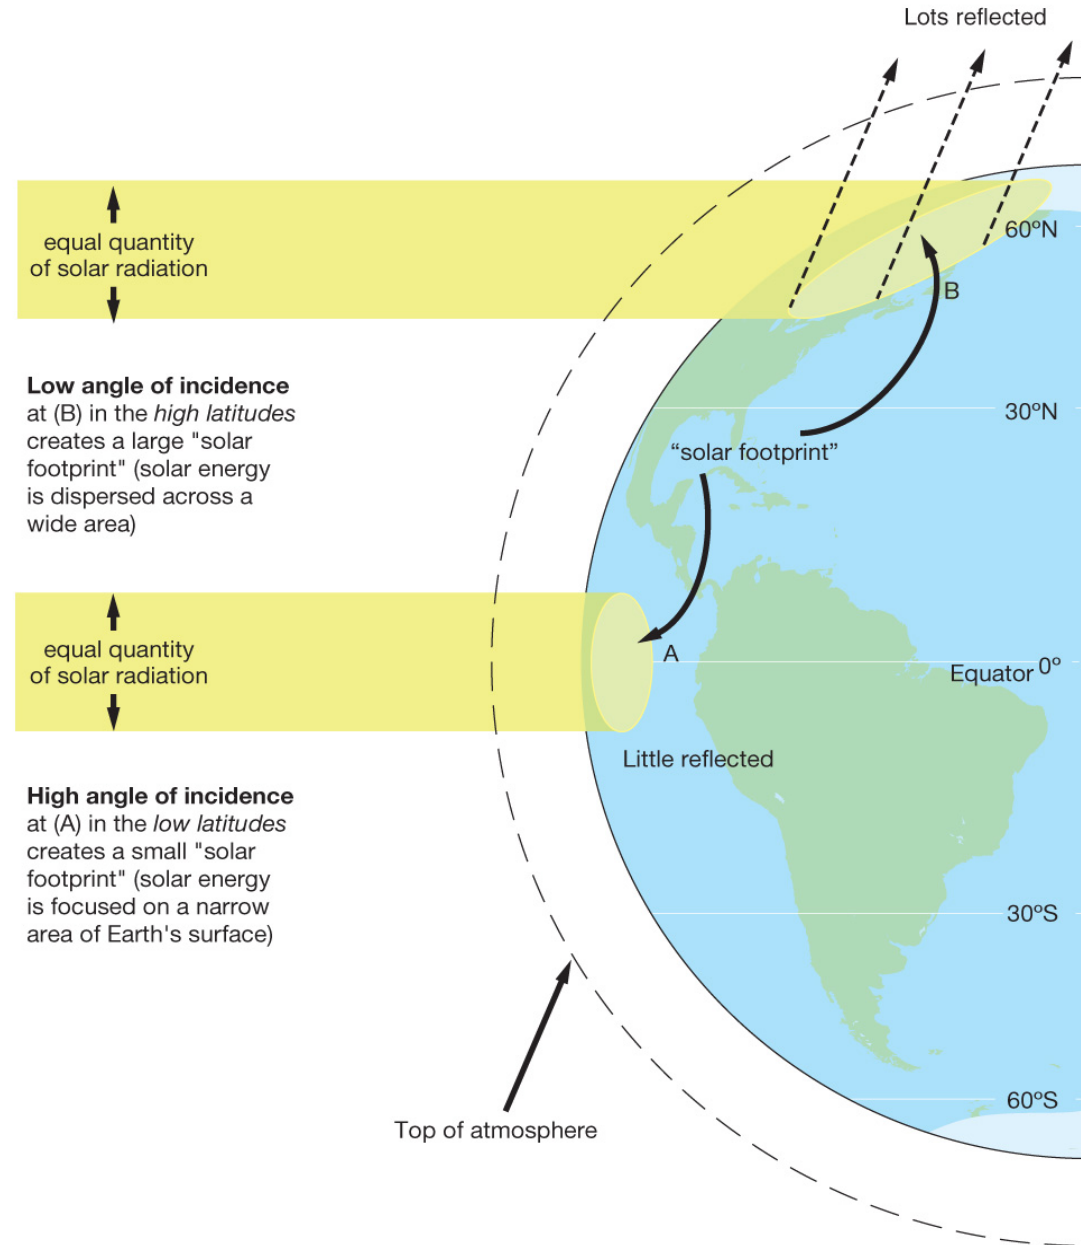 Lots reflected
equal quantity
of solar radiation
60ºN
B
Low angle of incidence
at (B) in the high latitudes
creates a large "solar
footprint" (solar energy
is dispersed across a
wide area)
30ºN
“solar footprint”
equal quantity
of solar radiation
A
Equator 0º
Little reflected
High angle of incidence
at (A) in the low latitudes
creates a small "solar
footprint" (solar energy
is focused on a narrow
area of Earth's surface)
30ºS
60ºS
Top of atmosphere